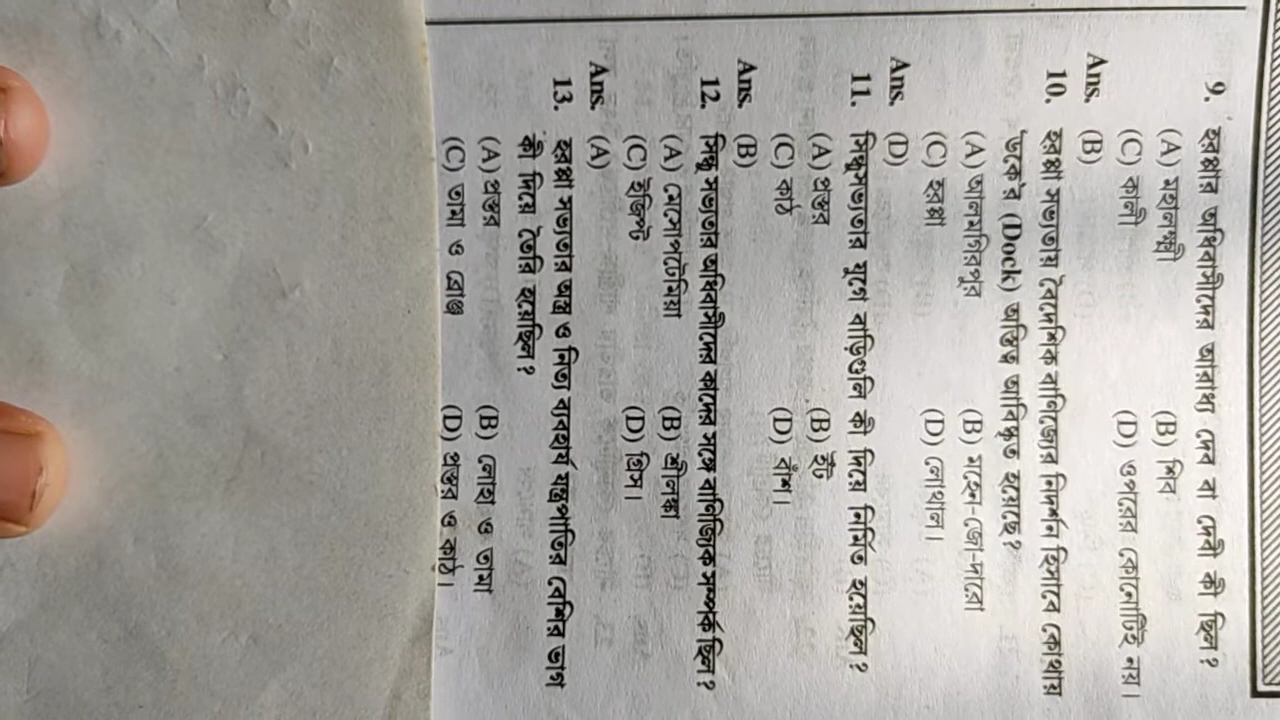 9. হরপ্পার অধিবাসীদের আরাধ্য দেব বা দেবী কী ছিল?
(A) মহালক্ষ্মী (B) শিব
(C) কালী (D) ওপরের কোনোটিই নয়।
Ans. (B)
10. হরপ্পা সভ্যতায় বৈদেশিক বাণিজ্যের নিদর্শন হিসাবে কোথায়
ডকের (Dock) অস্তিত্ব আবিষ্কৃত হয়েছে?
(A) আলমগিরপুর (B) মহেন-জো-দারো
(C) হরপ্পা (D) লোথাল।
Ans. (D)
11. সিন্ধুসভ্যতার যুগে বাড়িগুলি কী দিয়ে নির্মিত হয়েছিল?
(A) প্রস্তর (B) ইঁট
(C) কাঠ (D) বাঁশ।
Ans. (B)
12. সিন্ধু সভ্যতার অধিবাসীদের কাদের সঙ্গে বাণিজ্যিক সম্পর্ক ছিল?
(A) মেসোপটেমিয়া (B) শ্রীলঙ্কা
(C) ইজিপ্ট (D) গ্রিস।
Ans. (A)
13. হরপ্পা সভ্যতার অস্ত্র ও নিত্য ব্যবহার্য যন্ত্রপাতির বেশির ভাগ
কী দিয়ে তৈরি হয়েছিল?
(A) প্রস্তর (B) লোহা ও তামা
(C) তামা ও ব্রোঞ্জ (D) প্রস্তর ও কাঠ।